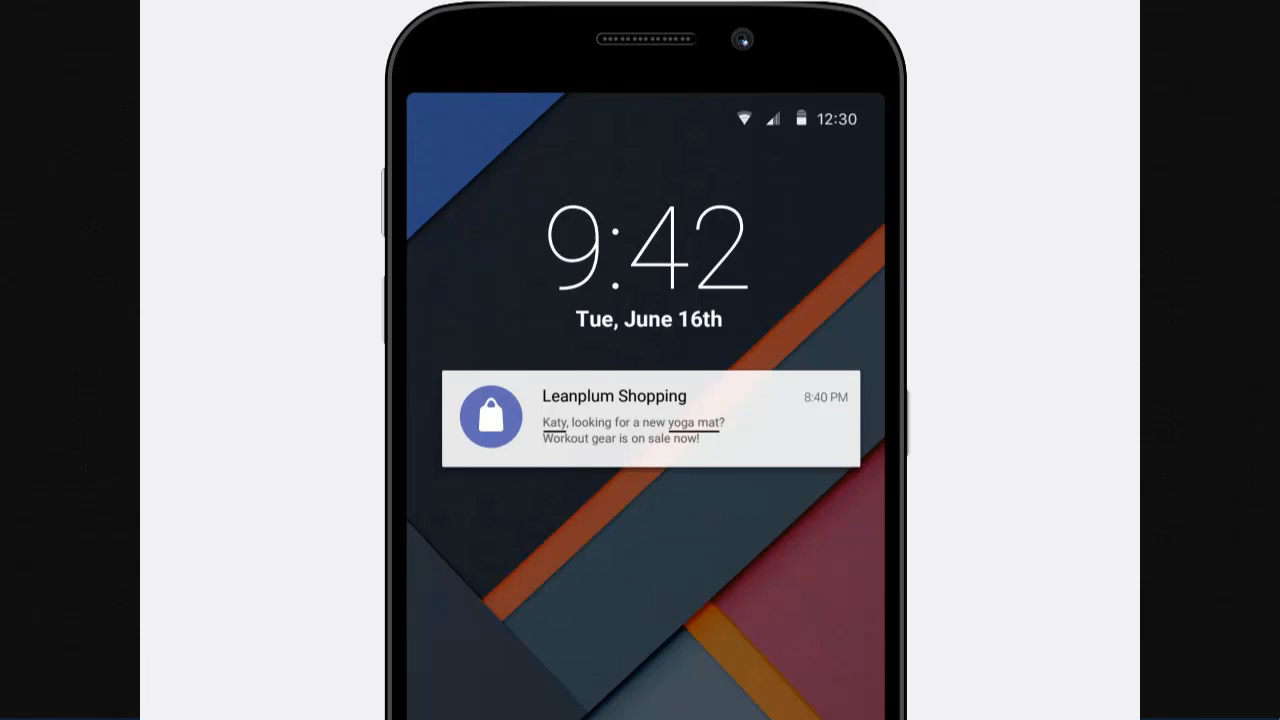 12:30
9:42
Tue, June 16th
Leanplum Shopping
8:40 PM
Katy, looking for a new yoga mat?
Workout gear is on sale now!